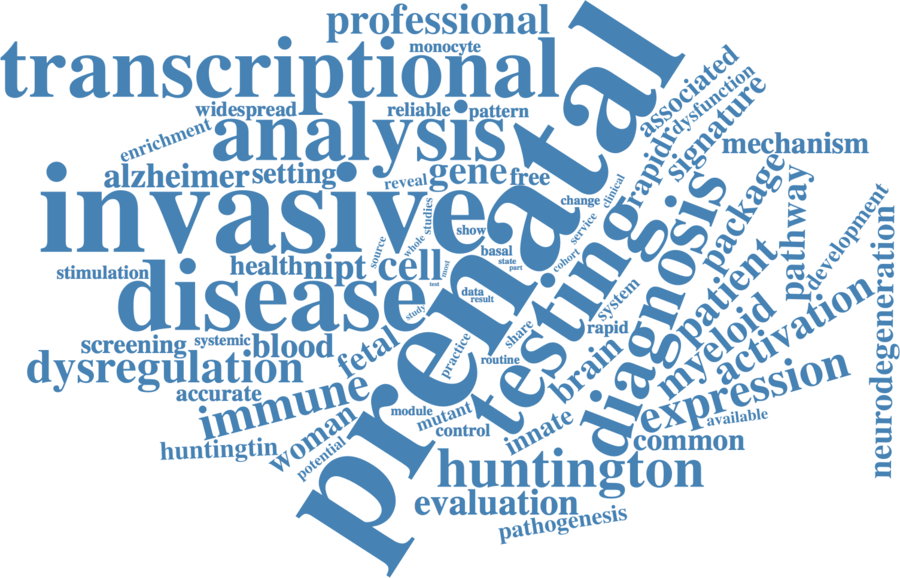 professional
monocyte
transcriptional
widespread
reliable
pattern
associated
dysfunction
enrichment
analysis
prenatal
rapidr
signature
mechanism
alzheimer
setting
reveal
gene
free
invasive
change
clinical
package
pathway
studies
show
service
source
whole
basal
development
stimulation
health
nipt
cell
most
state
part
cohort
testing
diagnosis
patient
neurodegeneration
disease
test
data
result
system
study
screening
systemic
blood
fetal
practice
share
rapid
myeloid
activation
dysregulation
routine
brain
accurate
immune
module
mutant
expression
available
huntingtin
woman
potential
control
innate
common
huntington
evaluation
pathogenesis